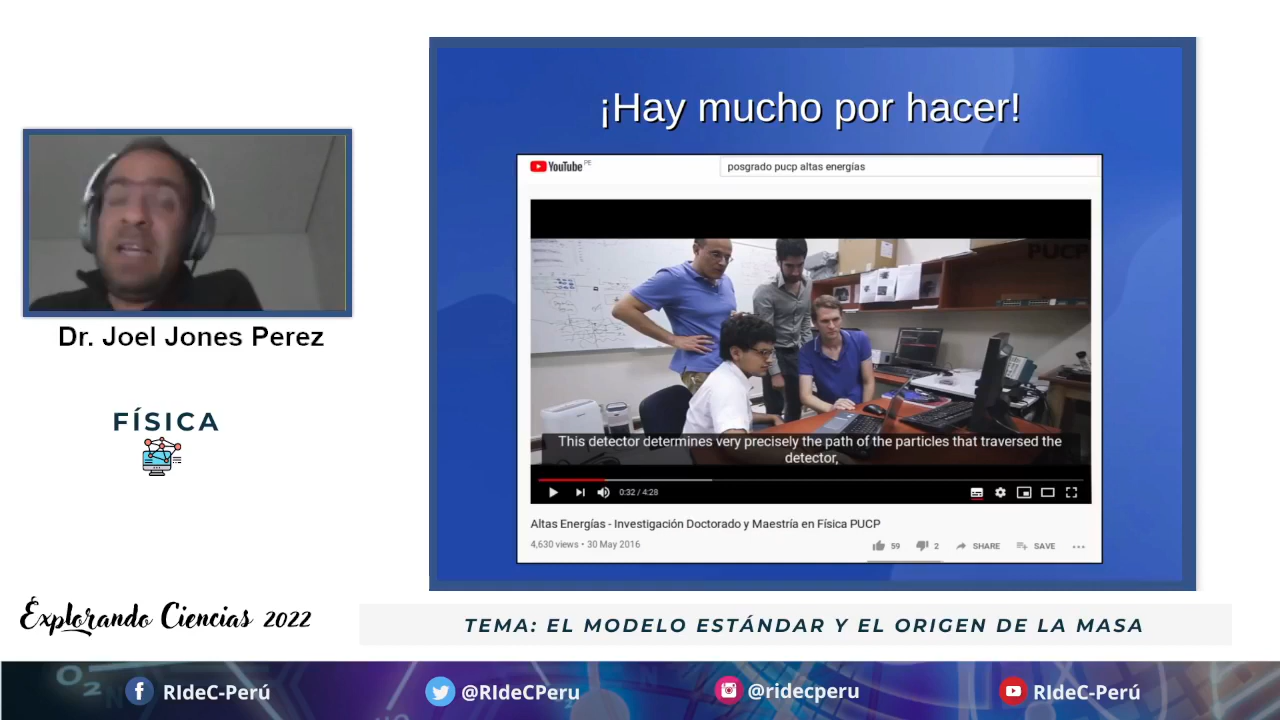 ¡Hay mucho por hacer!
YouTube PE
posgrado pucp altas energías
PUCP
This detector determines very precisely the path of the particles that traversed the
detector,
0:32 / 4:28
Altas Energías - Investigación Doctorado y Maestría en Física PUCP
4,630 views • 30 May 2016
59 2 SHARE SAVE
Dr. Joel Jones Perez
FÍSICA
Explorando Ciencias 2022
TEMA: EL MODELO ESTÁNDAR Y EL ORIGEN DE LA MASA
O2
RIdeC-Perú @RIdeCPeru @ridecperu RIdeC-Perú